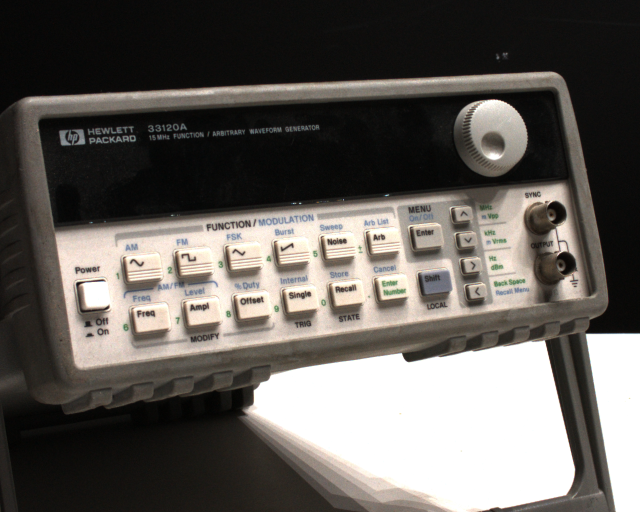 hp HEWLETT PACKARD
33120A
15 MHz FUNCTION / ARBITRARY WAVEFORM GENERATOR
FUNCTION / MODULATION
AM FM FSK Burst Sweep Arb List
1 2 3 4 5 ± Noise Arb
MENU
On/Off
Enter
MHz
m Vpp
kHz
m Vrms
Hz
dBm
Back Space
Recall Menu
SYNC
OUTPUT
Power
Off
On
AM/FM
Freq Level % Duty Internal Store Cancel
6 Freq 7 Ampl 8 Offset 9 Single 0 Recall . Enter Number
Shift
MODIFY TRIG STATE LOCAL